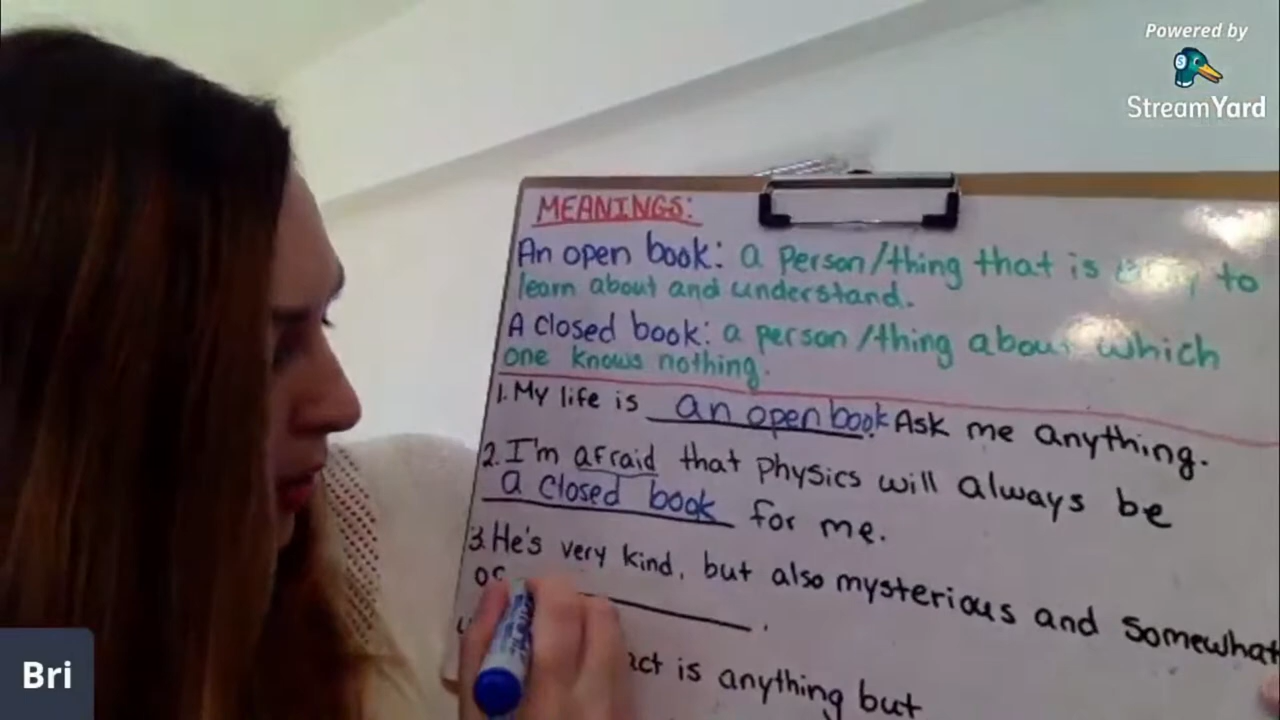 Powered by
StreamYard
MEANINGS:
An open book: a person/thing that is to
learn about and understand.
A closed book: a person/thing about which
one knows nothing.
1. My life is an open book. Ask me anything.
2. I'm afraid that physics will always be
a closed book for me.
3. He's very kind, but also mysterious and somewhat
of
is anything but
Bri